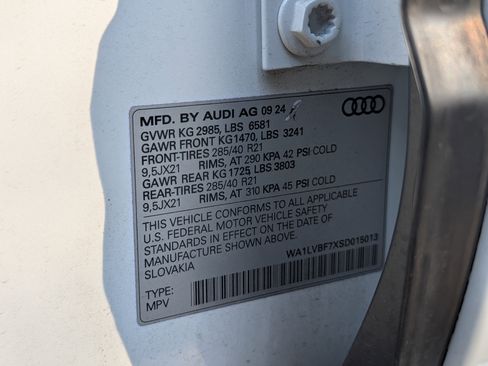 MFD. BY AUDI AG 09 24
GVWR KG 2985, LBS 6581
GAWR FRONT KG1470, LBS 3241
FRONT-TIRES 285/40 R21
9,5JX21 RIMS, AT 290 KPA 42 PSI COLD
GAWR REAR KG1725, LBS 3803
REAR-TIRES 285/40 R21
9,5JX21 RIMS, AT 310 KPA 45 PSI COLD
THIS VEHICLE CONFORMS TO ALL APPLICABLE
U.S. FEDERAL MOTOR VEHICLE SAFETY
STANDARDS IN EFFECT ON THE DATE OF
MANUFACTURE SHOWN ABOVE.
SLOVAKIA
WA1LVBF7XSD015013
TYPE:
MPV